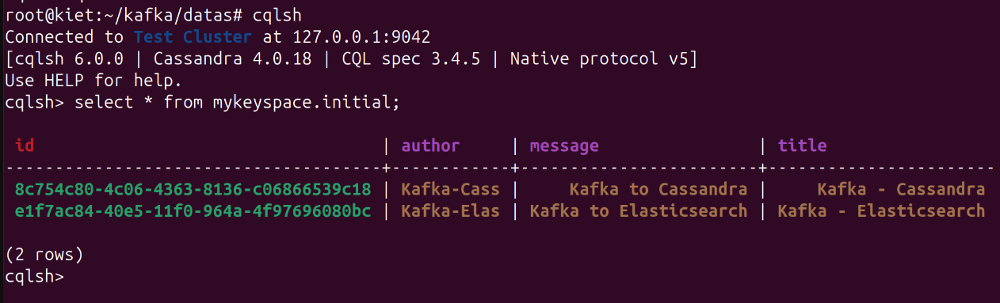 root@kiet:~/kafka/datas# cqlsh
Connected to Test Cluster at 127.0.0.1:9042
[cqlsh 6.0.0 | Cassandra 4.0.18 | CQL spec 3.4.5 | Native protocol v5]
Use HELP for help.
cqlsh> select * from mykeyspace.initial;
id | author | message | title
--------------------------------------+------------+-------------------------+-----------------------
8c754c80-4c06-4363-8136-c06866539c18 | Kafka-Cass | Kafka to Cassandra | Kafka - Cassandra
e1f7ac84-40e5-11f0-964a-4f97696080bc | Kafka-Elas | Kafka to Elasticsearch | Kafka - Elasticsearch
(2 rows)
cqlsh>